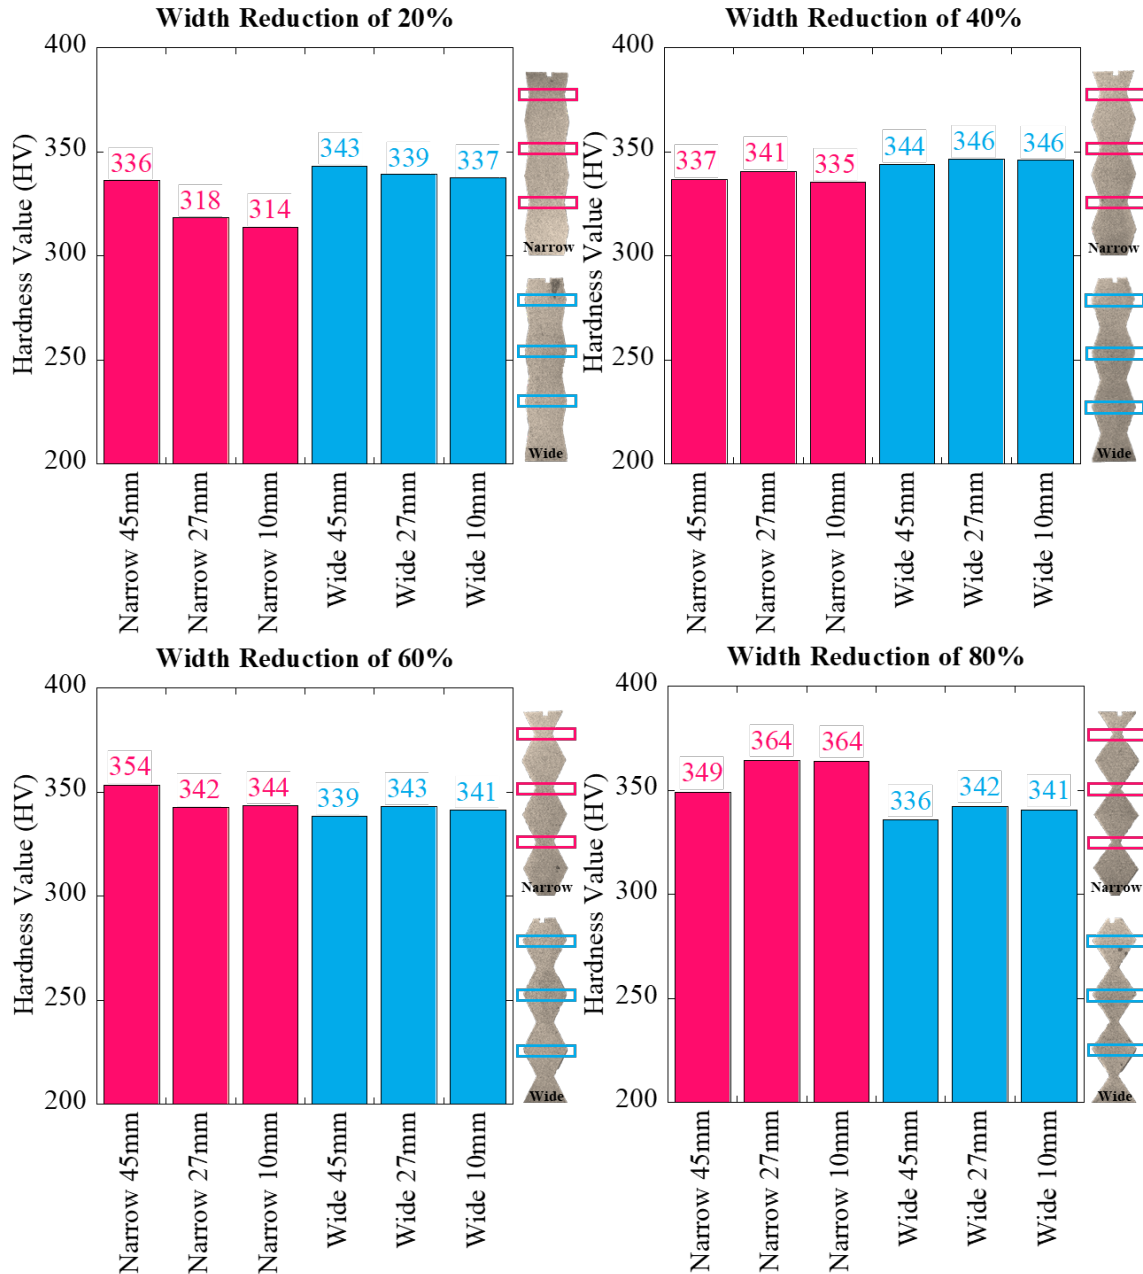 Width Reduction of 20%
Hardness Value (HV)
400
350
300
250
200
336
318
314
343
339
337
Narrow 45mm
Narrow 27mm
Narrow 10mm
Wide 45mm
Wide 27mm
Wide 10mm
Narrow
Wide
Width Reduction of 40%
Hardness Value (HV)
400
350
300
250
200
337
341
335
344
346
346
Narrow 45mm
Narrow 27mm
Narrow 10mm
Wide 45mm
Wide 27mm
Wide 10mm
Narrow
Wide
Width Reduction of 60%
Hardness Value (HV)
400
350
300
250
200
354
342
344
339
343
341
Narrow 45mm
Narrow 27mm
Narrow 10mm
Wide 45mm
Wide 27mm
Wide 10mm
Narrow
Wide
Width Reduction of 80%
Hardness Value (HV)
400
350
300
250
200
349
364
364
336
342
341
Narrow 45mm
Narrow 27mm
Narrow 10mm
Wide 45mm
Wide 27mm
Wide 10mm
Narrow
Wide